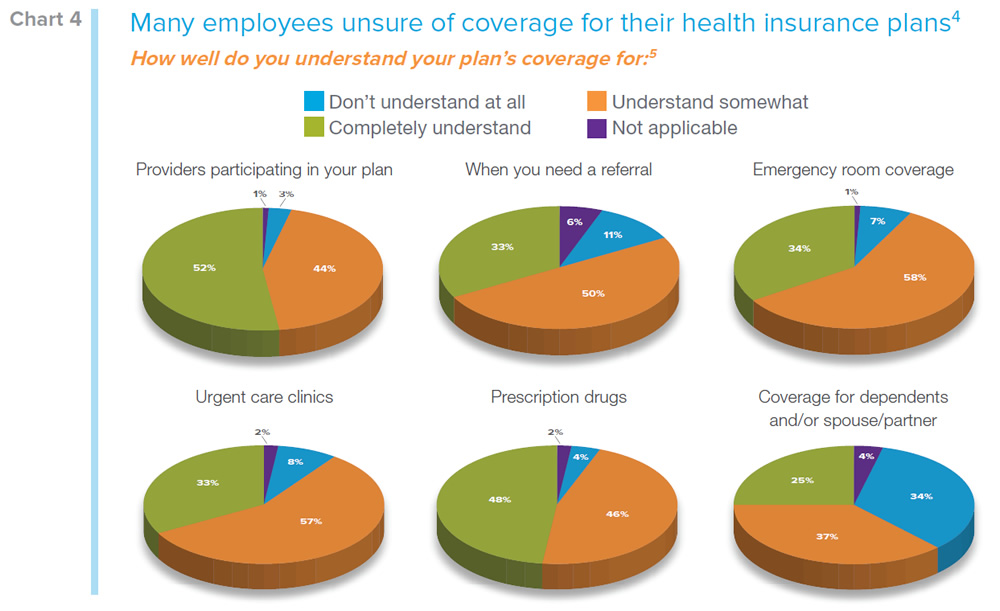 Chart 4
Many employees unsure of coverage for their health insurance plans4
How well do you understand your plan's coverage for:5
Don't understand at all
Understand somewhat
Completely understand
Not applicable
Providers participating in your plan
1%
3%
52%
44%
When you need a referral
6%
11%
33%
50%
Emergency room coverage
1%
7%
34%
58%
Urgent care clinics
2%
8%
33%
57%
Prescription drugs
2%
4%
48%
46%
Coverage for dependents
and/or spouse/partner
4%
25%
34%
37%